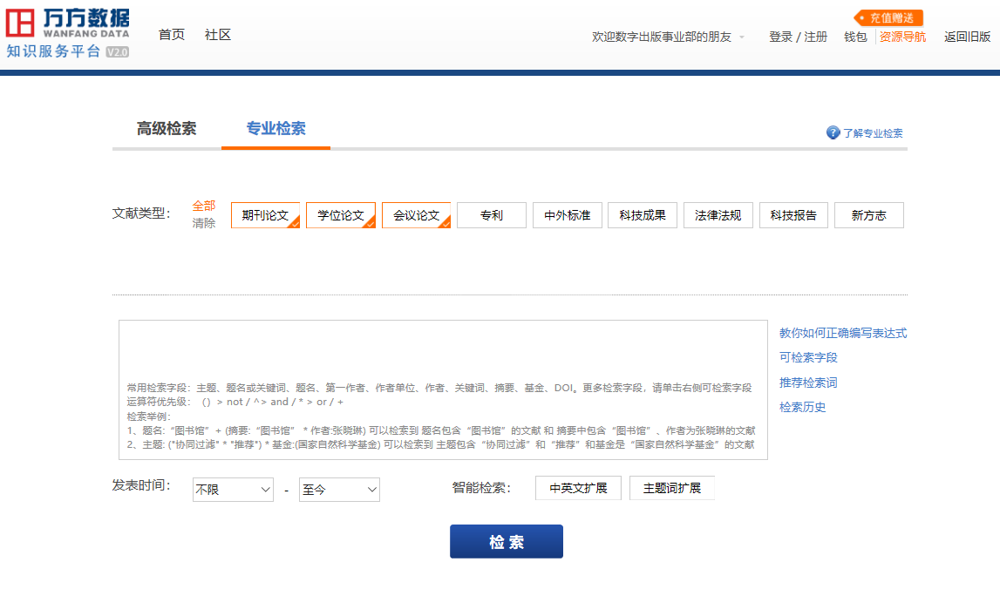 万方数据
WANFANG DATA
知识服务平台 V2.0
首页 社区
充值赠送
欢迎数字出版事业部的朋友 登录 / 注册 钱包 资源导航 返回旧版
高级检索 专业检索
? 了解专业检索
文献类型： 全部 清除 期刊论文 学位论文 会议论文 专利 中外标准 科技成果 法律法规 科技报告 新方志
常用检索字段：主题、题名或关键词、题名、第一作者、作者单位、作者、关键词、摘要、基金、DOI。更多检索字段，请单击右侧可检索字段
运算符优先级：（）> not / ^ > and / * > or / +
检索举例：
1、题名:“图书馆”+ (摘要:“图书馆” * 作者:张晓琳) 可以检索到 题名包含“图书馆”的文献 和 摘要中包含“图书馆”、作者为张晓琳的文献
2、主题: ("协同过滤" * "推荐") * 基金:(国家自然科学基金) 可以检索到 主题包含“协同过滤”和“推荐”和基金是“国家自然科学基金”的文献
教你如何正确编写表达式
可检索字段
推荐检索词
检索历史
发表时间： 不限 - 至今 智能检索： 中英文扩展 主题词扩展
检 索